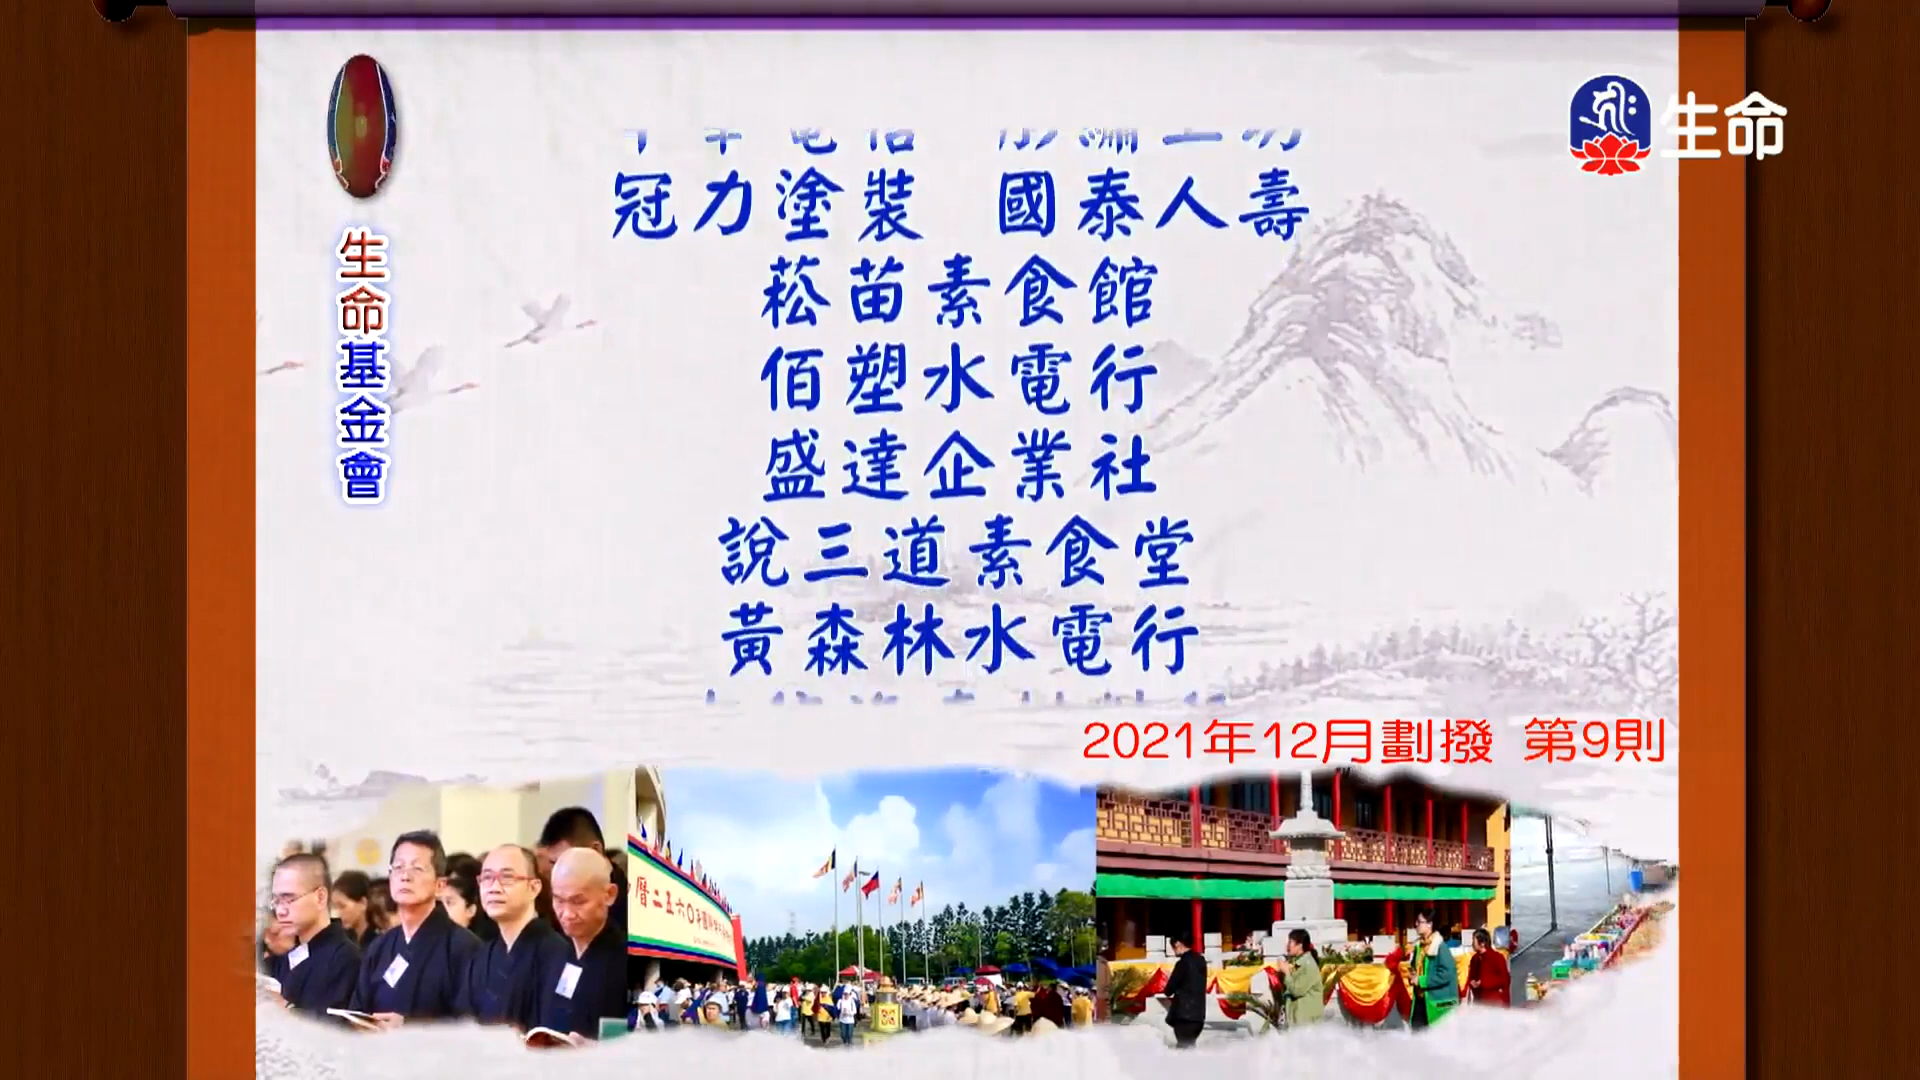 生命
生命基金會
冠力塗裝 國泰人壽
菘苗素食館
佰塑水電行
盛達企業社
說三道素食堂
黃森林水電行
2021年12月劃撥 第9則